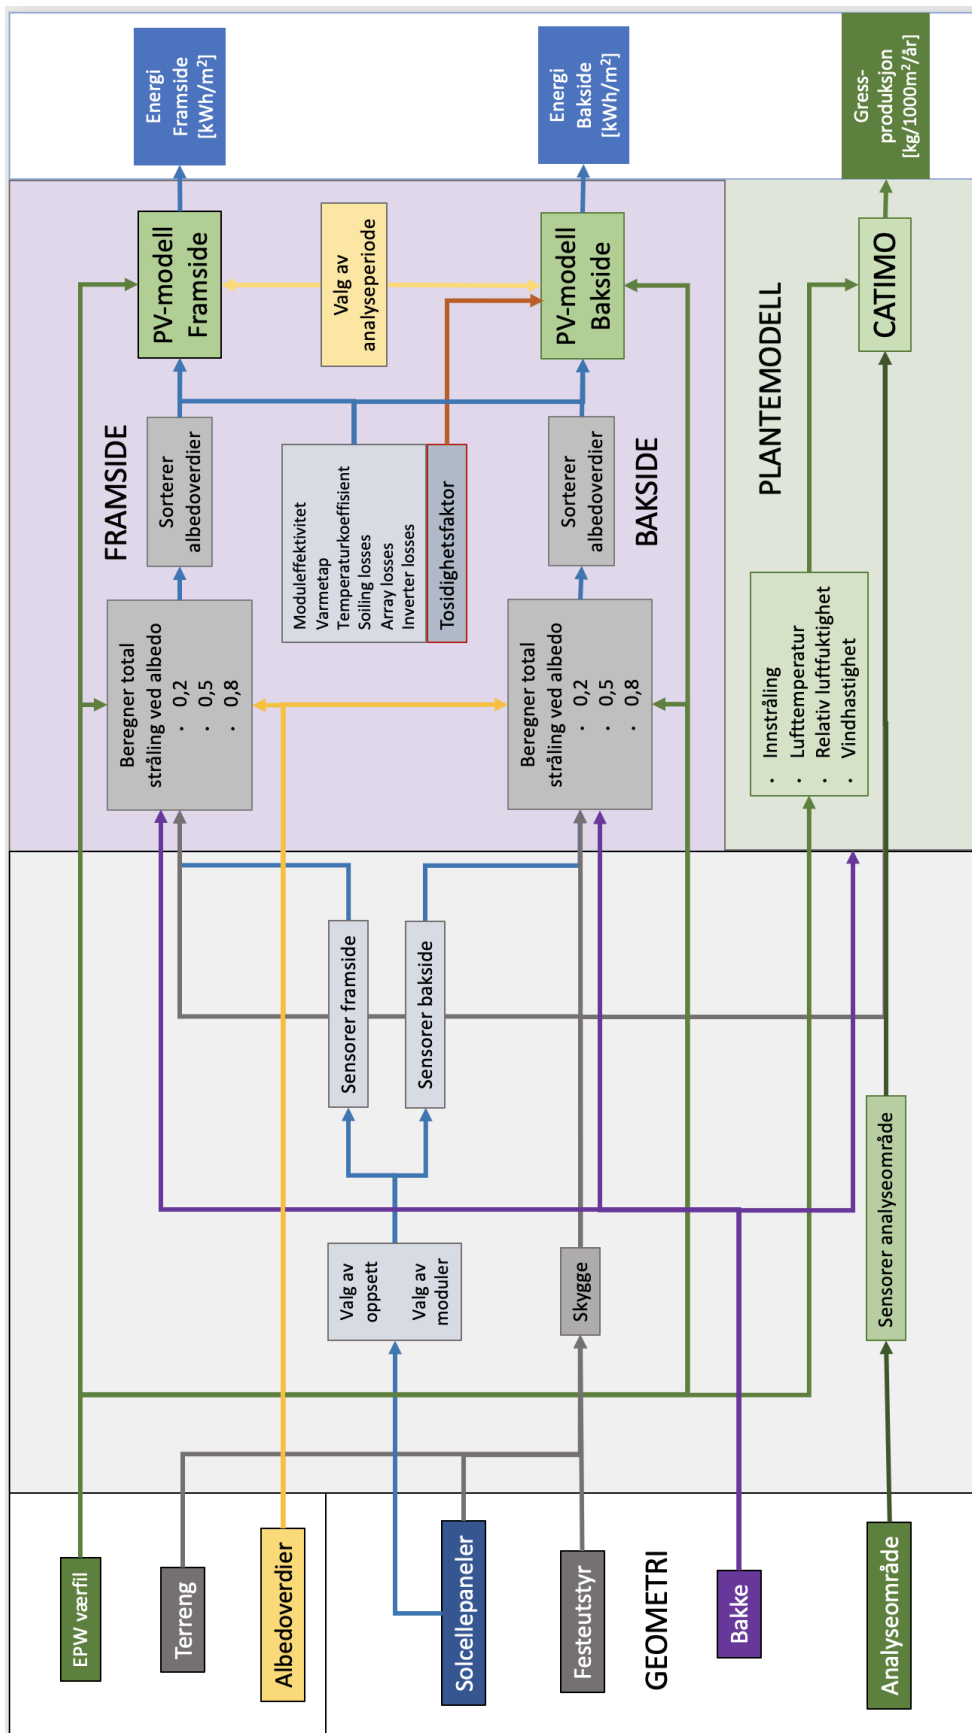 EPW værfil
Terreng
Albedoverdier
Solcellepaneler
Festeutstyr
GEOMETRI
Bakke
Analyseområde
Valg av
oppsett
Valg av
moduler
Skygge
Sensorer analyseområde
Sensorer framside
Sensorer bakside
FRAMSIDE
Beregner total
stråling ved albedo
· 0,2
· 0,5
· 0,8
Sorterer
albedoverdier
PV-modell
Framside
Energi
Framside
[kWh/m²]
Moduleffektivitet
Varmetap
Temperaturkoeffisient
Soiling losses
Array losses
Inverter losses
Tosidighetsfaktor
Valg av
analyseperiode
Beregner total
stråling ved albedo
· 0,2
· 0,5
· 0,8
Sorterer
albedoverdier
BAKSIDE
PV-modell
Bakside
Energi
Bakside
[kWh/m²]
PLANTEMODELL
· Innstråling
· Lufttemperatur
· Relativ luftfuktighet
· Vindhastighet
CATIMO
Gress-
produksjon
[kg/1000m²/år]